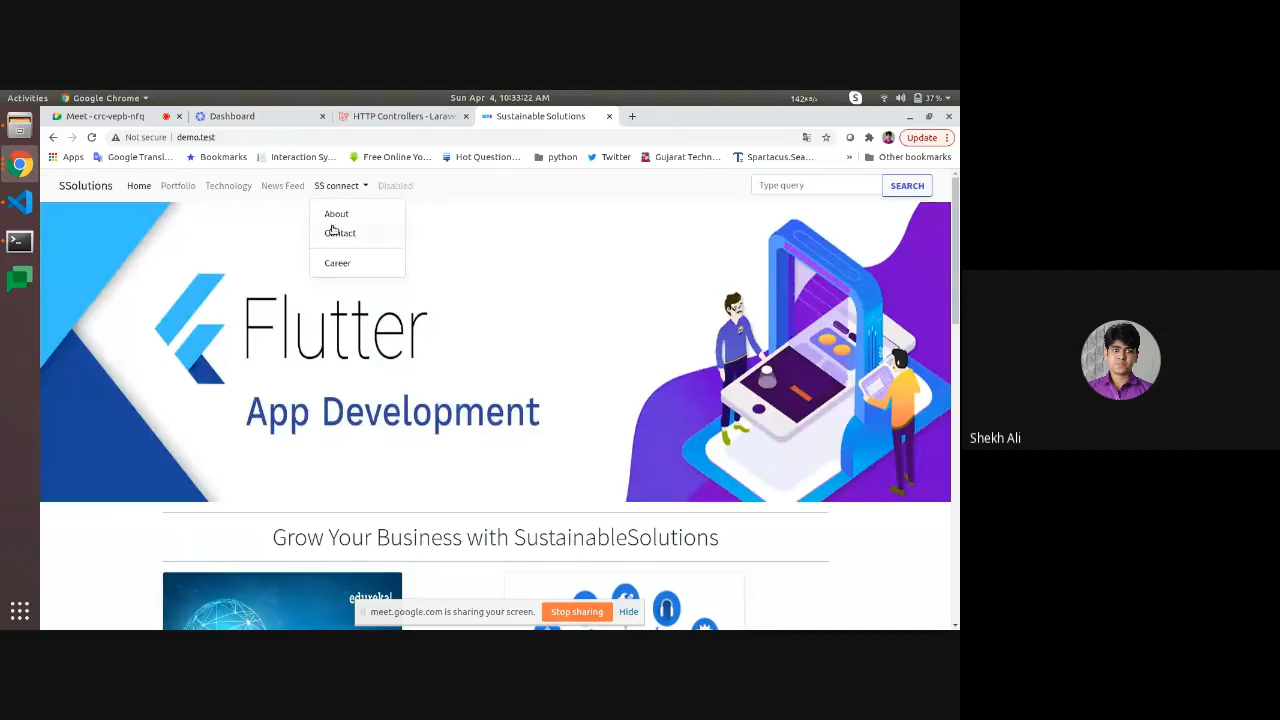 Activities Google Chrome Sun Apr 4, 10:33:22 AM 142KB/s 37%
Meet - crc-vepb-nfq Dashboard HTTP Controllers - Larave Sustainable Solutions
Not secure demo.test Update
Apps Google Transl... Bookmarks Interaction Sy... Free Online Yo... Hot Question... python Twitter Gujarat Techn... Spartacus.Sea... » Other bookmarks
SSolutions Home Portfolio Technology News Feed SS connect Disabled Type query SEARCH
About
Contact
Career
Flutter
App Development
Grow Your Business with SustainableSolutions
edureka!
meet.google.com is sharing your screen. Stop sharing Hide
Shekh Ali